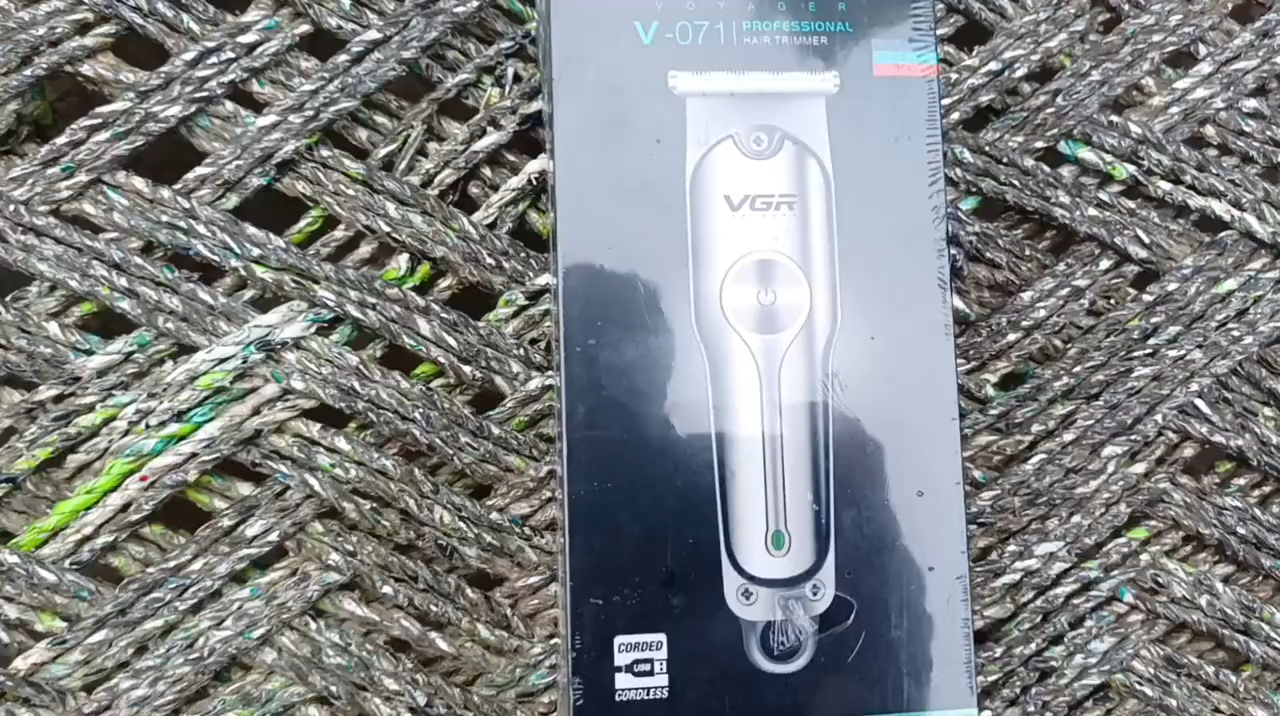 VOYAGER
V-071 PROFESSIONAL
HAIR TRIMMER
VGR
CORDED
USB
CORDLESS